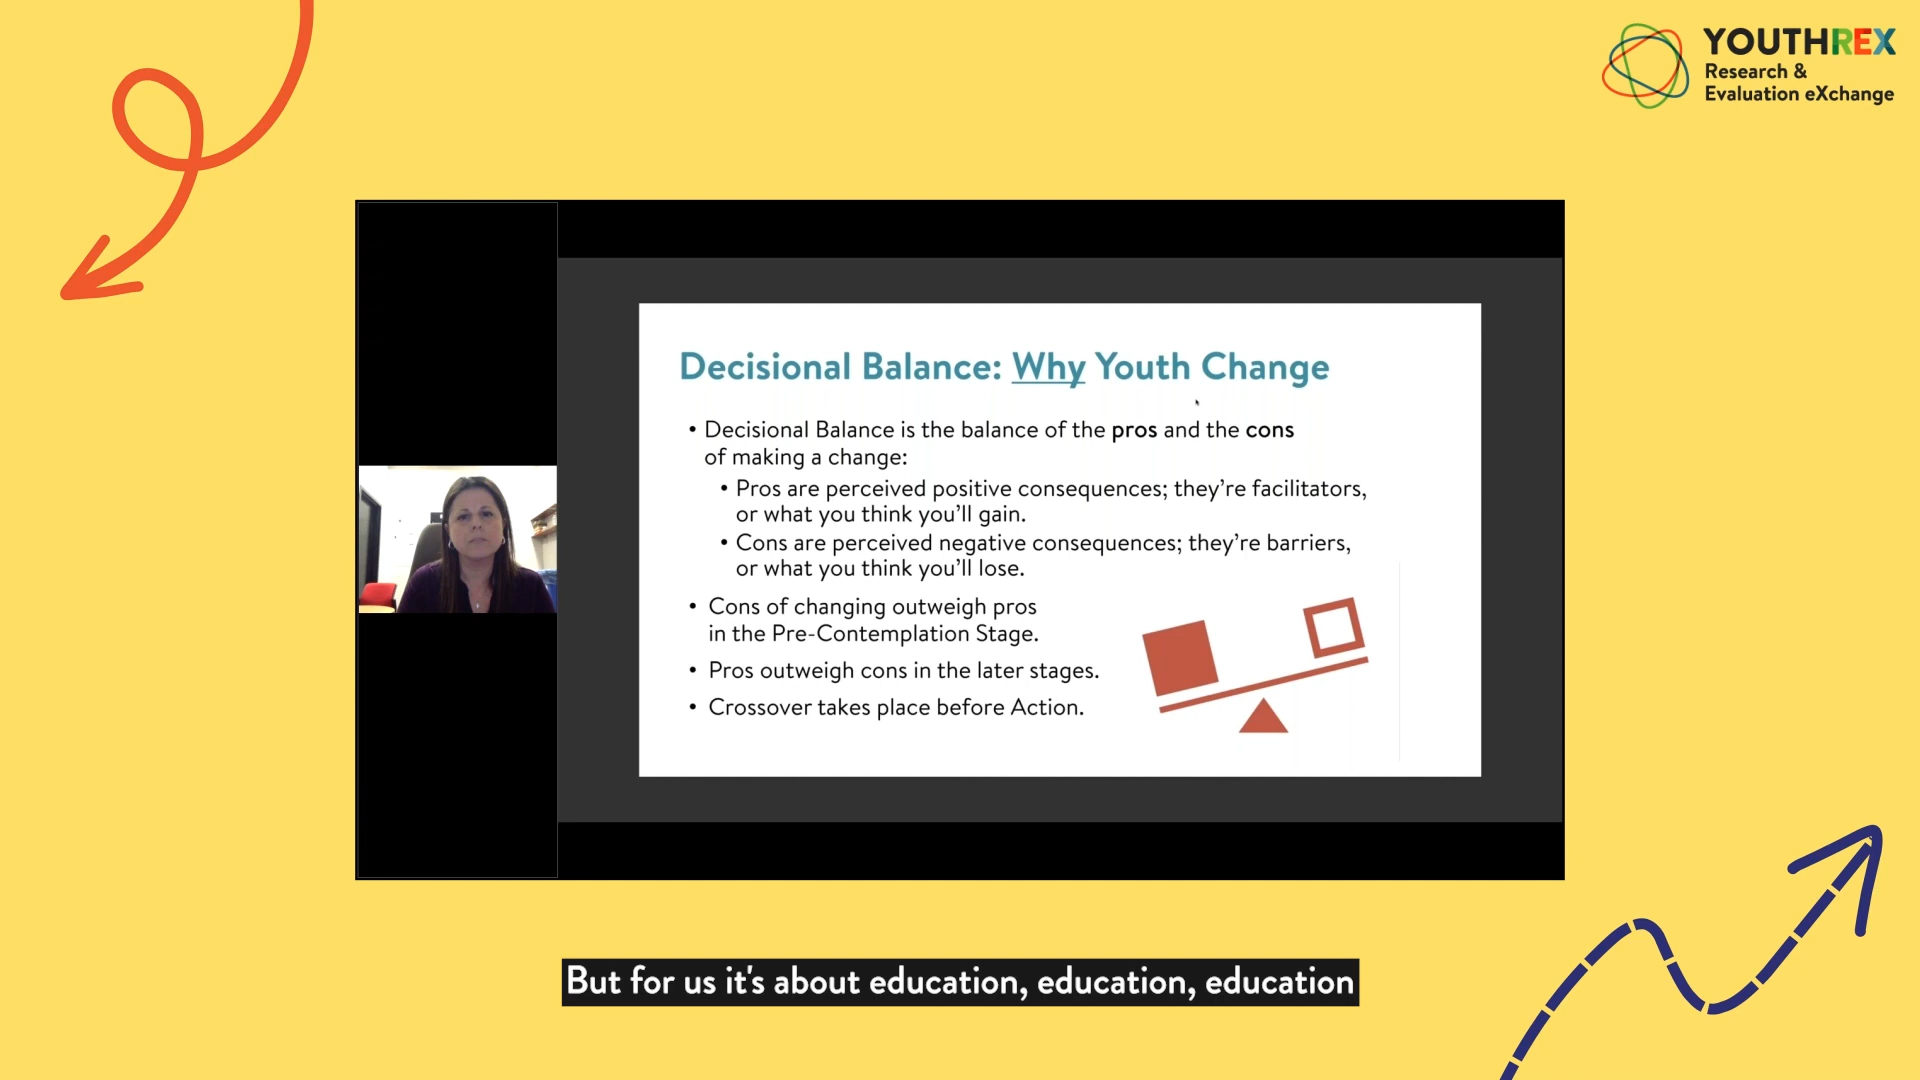 YOUTHREX
Research &
Evaluation eXchange
Decisional Balance: Why Youth Change
• Decisional Balance is the balance of the pros and the cons
of making a change:
• Pros are perceived positive consequences; they're facilitators,
or what you think you'll gain.
• Cons are perceived negative consequences; they're barriers,
or what you think you'll lose.
• Cons of changing outweigh pros
in the Pre-Contemplation Stage.
• Pros outweigh cons in the later stages.
• Crossover takes place before Action.
But for us it's about education, education, education